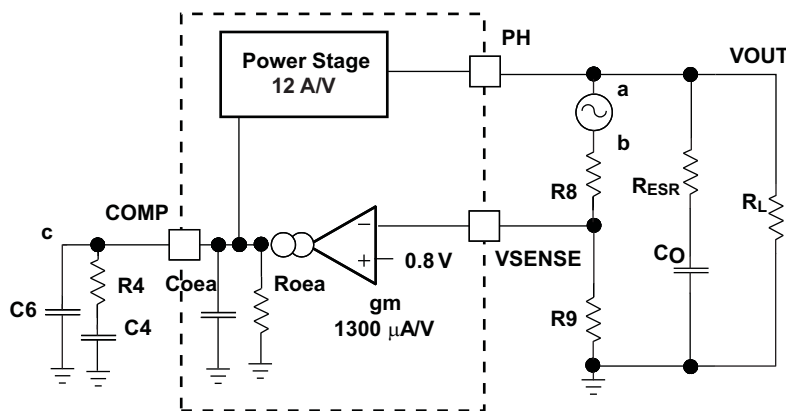 PH
VOUT
Power Stage
12 A/V
a
b
R8
RESR
RL
COMP
c
0.8 V
VSENSE
R4
Coea
Roea
CO
C6
C4
gm
1300 μA/V
R9
− 
+